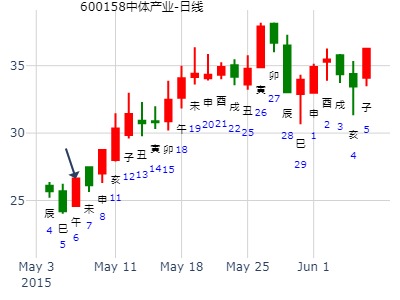 600158中体产业-日线
35
30
25
辰 巳 午 未 申 亥 子 丑 寅 卯 午 未 申 酉 戌 丑 寅 卯 辰 巳 午 酉 戌 亥 子
4 5 6 7 8 11 12 13 14 15 18 19 20 21 22 25 26 27 28 29 1 2 3 4 5
May 3 May 11 May 18 May 25 Jun 1
2015